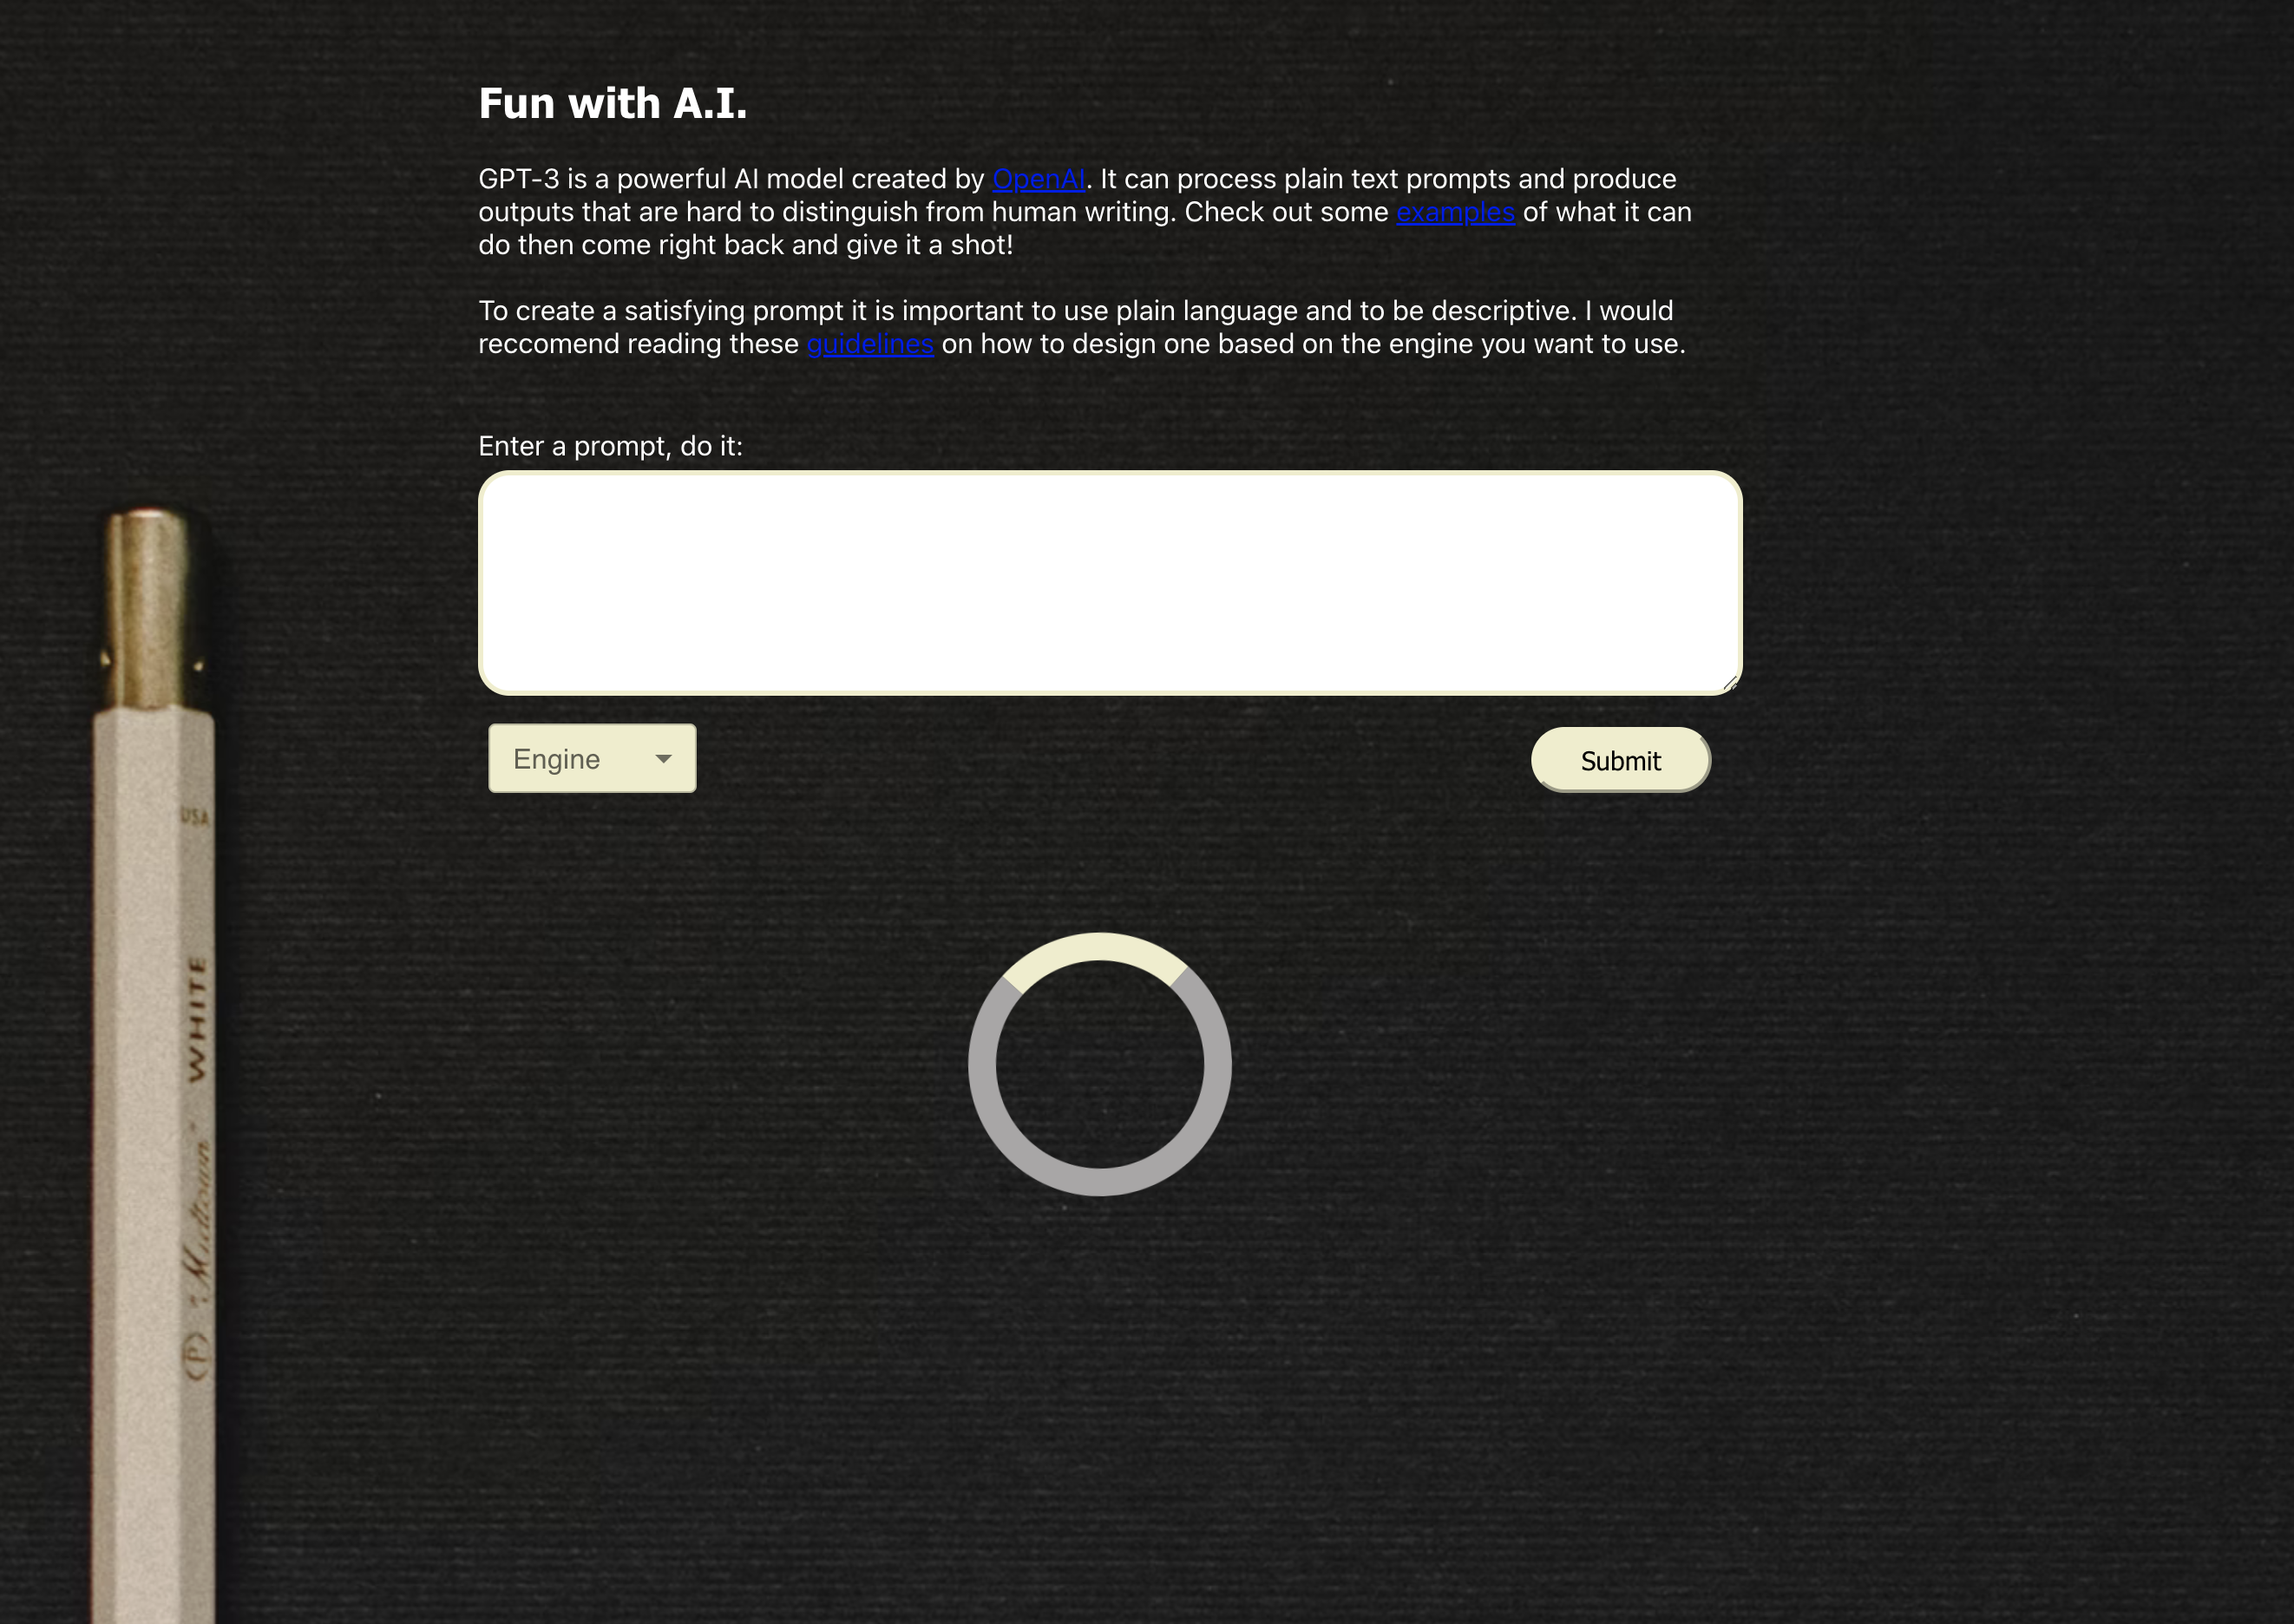 Fun with A.I.
GPT-3 is a powerful AI model created by OpenAI. It can process plain text prompts and produce
outputs that are hard to distinguish from human writing. Check out some examples of what it can
do then come right back and give it a shot!
To create a satisfying prompt it is important to use plain language and to be descriptive. I would
reccomend reading these guidelines on how to design one based on the engine you want to use.
Enter a prompt, do it:
Engine
Submit
USA
(P) "Midtown" WHITE